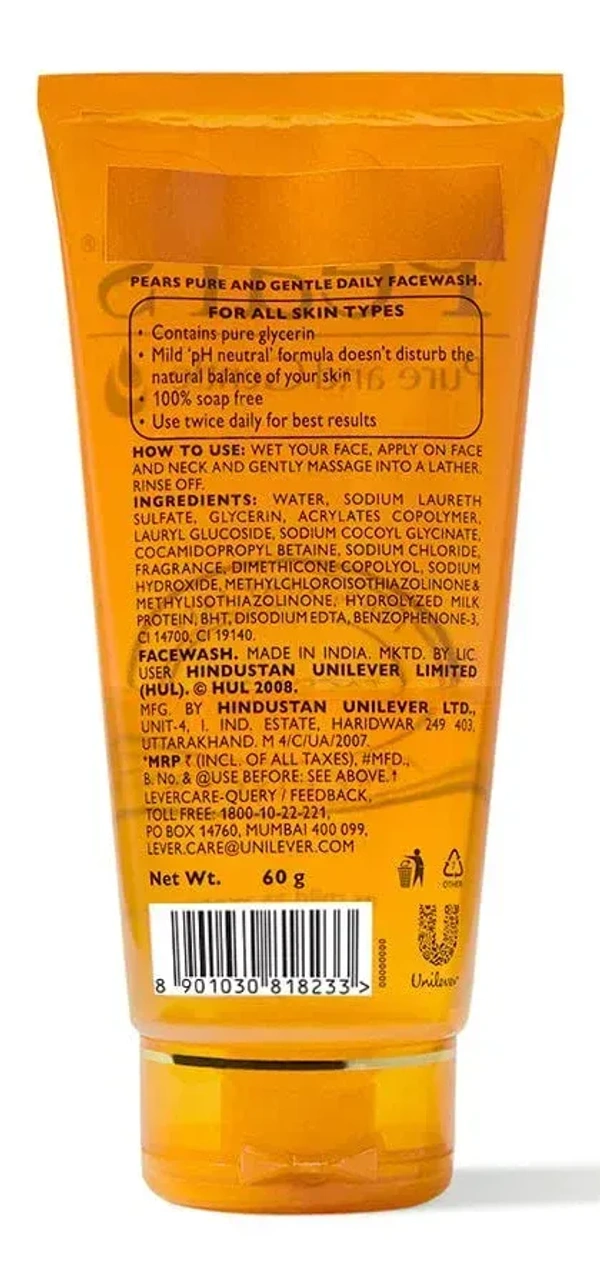 PEARS PURE AND GENTLE DAILY FACEWASH.
FOR ALL SKIN TYPES
• Contains pure glycerin
• Mild 'pH neutral' formula doesn't disturb the
natural balance of your skin
• 100% soap free
• Use twice daily for best results
HOW TO USE: WET YOUR FACE, APPLY ON FACE
AND NECK AND GENTLY MASSAGE INTO A LATHER.
RINSE OFF.
INGREDIENTS: WATER, SODIUM LAURETH
SULFATE, GLYCERIN, ACRYLATES COPOLYMER,
LAURYL GLUCOSIDE, SODIUM COCOYL GLYCINATE,
COCAMIDOPROPYL BETAINE, SODIUM CHLORIDE,
FRAGRANCE, DIMETHICONE COPOLYOL, SODIUM
HYDROXIDE, METHYLCHLOROISOTHIAZOLINONE&
METHYLISOTHIAZOLINONE, HYDROLYZED MILK
PROTEIN, BHT, DISODIUM EDTA, BENZOPHENONE-3,
CI 14700, CI 19140.
FACEWASH. MADE IN INDIA. MKTD. BY LIC.
USER HINDUSTAN UNILEVER LIMITED
(HUL). © HUL 2008.
MFG. BY HINDUSTAN UNILEVER LTD.,
UNIT-4, I. IND. ESTATE, HARIDWAR 249 403,
UTTARAKHAND. M 4/C/UA/2007.
*MRP ₹ (INCL. OF ALL TAXES), #MFD.,
B. No. & @USE BEFORE: SEE ABOVE.↑
LEVERCARE-QUERY / FEEDBACK,
TOLL FREE: 1800-10-22-221,
PO BOX 14760, MUMBAI 400 099,
LEVER.CARE@UNILEVER.COM
Net Wt. 60 g
OTHER
00000000
8 901030 818233 >
Unilever